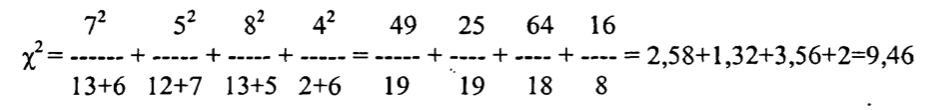 7² 5² 8² 4² 49 25 64 16
χ² = ------ + ------ + ------ + ----- = ----- + ---- + ---- + ---- = 2,58+1,32+3,56+2=9,46
13+6 12+7 13+5 2+6 19 19 18 8